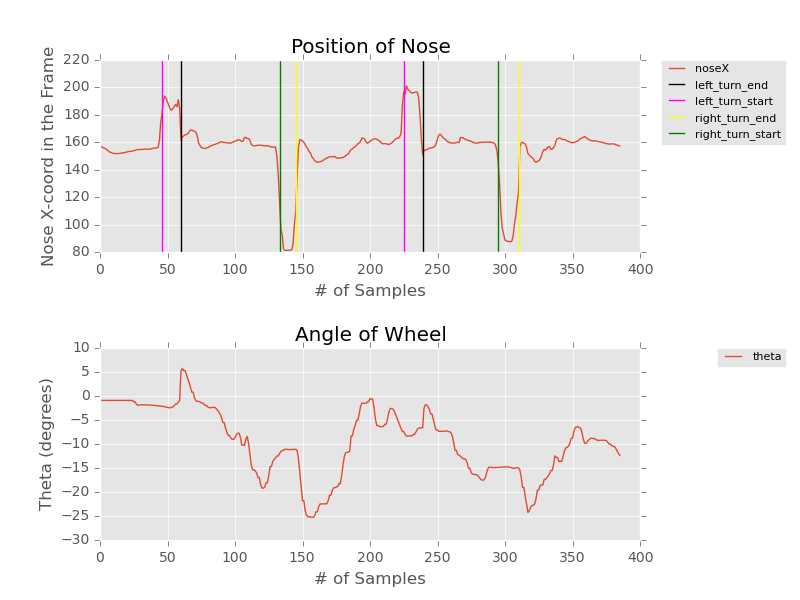 Position of Nose
Nose X-coord in the Frame
220
200
180
160
140
120
100
80
0 50 100 150 200 250 300 350 400
# of Samples
noseX
left_turn_end
left_turn_start
right_turn_end
right_turn_start
Angle of Wheel
Theta (degrees)
10
5
0
−5
−10
−15
−20
−25
−30
0 50 100 150 200 250 300 350 400
# of Samples
theta